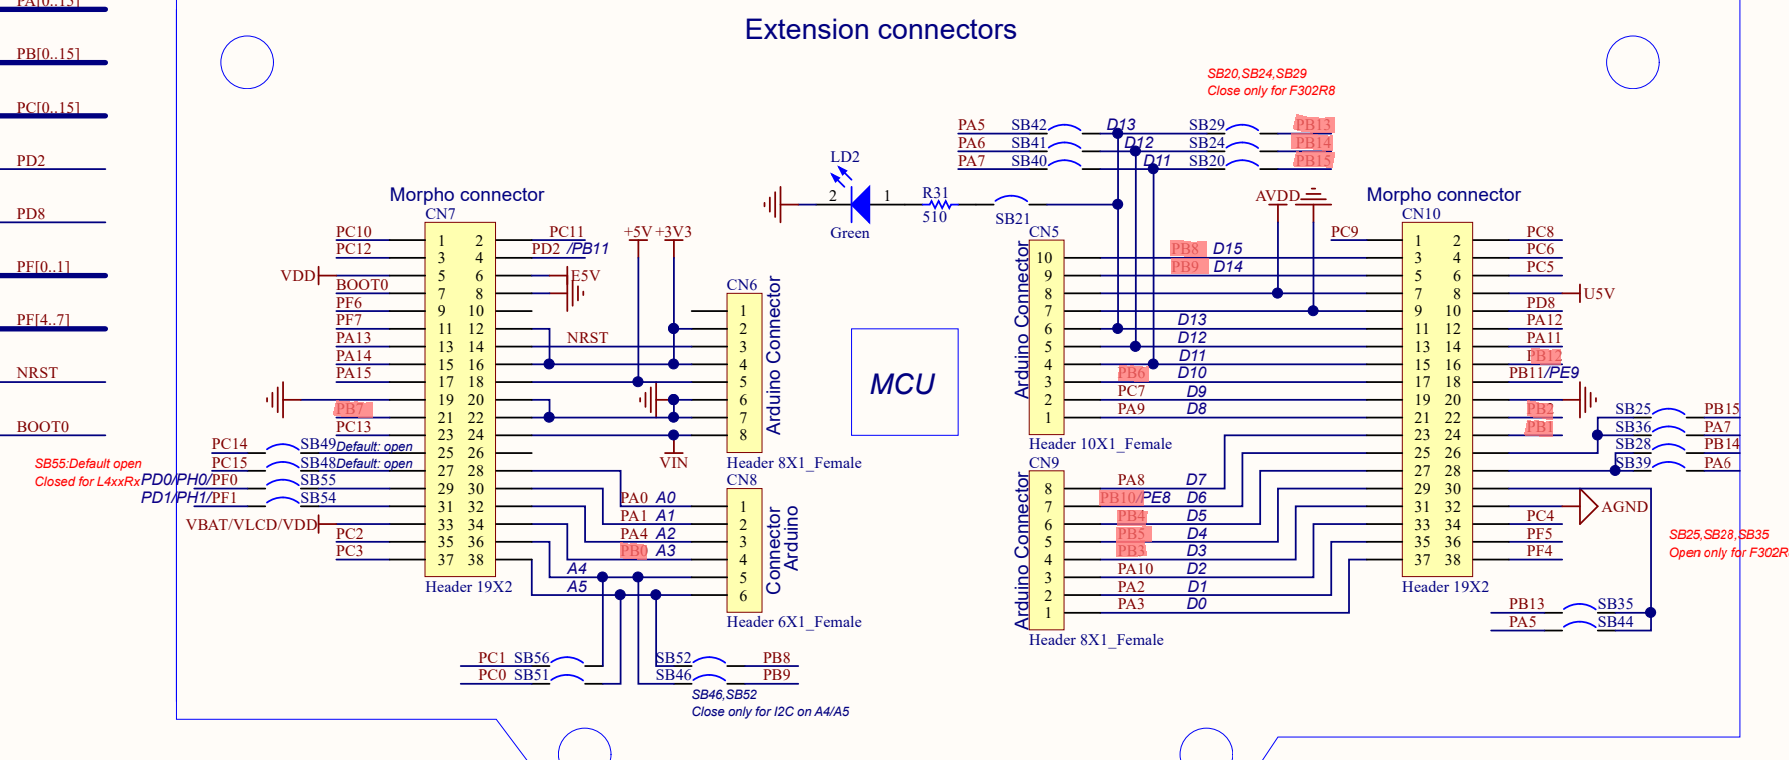 Extension connectors
PA[0..15]
PB[0..15]
PC[0..15]
PD2
PD8
PF[0..1]
PF[4..7]
NRST
BOOT0
SB20,SB24,SB29
Close only for F302R8
PA5 SB42 D13 SB29 PB13
PA6 SB41 D12 SB24 PB14
PA7 SB40 D11 SB20 PB15
LD2
2 1 R31
510 SB21
Green
Morpho connector
CN7
PC10 1 2 PC11
PC12 3 4 PD2 /PB11
VDD 5 6 E5V
BOOT0 7 8
PF6 9 10
PF7 11 12
PA13 13 14 NRST
PA14 15 16
PA15 17 18
19 20
PB7 21 22
PC13 23 24
PC14 SB49 Default: open 25 26
PC15 SB48 Default: open 27 28
SB55:Default open
Closed for L4xxRx
PD0/PH0/PF0 SB55 29 30
PD1/PH1/PF1 SB54 31 32
VBAT/VLCD/VDD 33 34
PC2 35 36
PC3 37 38
Header 19X2
+5V +3V3
CN6
1
2
3
4
5
6
7
8
Arduino Connector
VIN
Header 8X1_Female
CN8
PA0 A0 1
PA1 A1 2
PA4 A2 3
PB0 A3 4
A4 5
A5 6
Connector
Arduino
Header 6X1_Female
PC1 SB56 SB52 PB8
PC0 SB51 SB46 PB9
SB46,SB52
Close only for I2C on A4/A5
MCU
CN5
10 PB8 D15
9 PB9 D14
8
7
6 D13
5 D12
4 D11
3 PB6 D10
2 PC7 D9
1 PA9 D8
Arduino Connector
Header 10X1_Female
AVDD
CN9
8 PA8 D7
7 PB10/PE8 D6
6 PB4 D5
5 PB5 D4
4 PB3 D3
3 PA10 D2
2 PA2 D1
1 PA3 D0
Arduino Connector
Header 8X1_Female
Morpho connector
CN10
PC9 1 2 PC8
3 4 PC6
5 6 PC5
7 8 U5V
9 10 PD8
11 12 PA12
13 14 PA11
15 16 PB12
17 18 PB11/PE9
19 20
21 22 PB2
23 24 PB1
25 26
27 28
29 30
31 32 AGND
33 34 PC4
35 36 PF5
37 38 PF4
Header 19X2
SB25 PB15
SB36 PA7
SB28 PB14
SB39 PA6
SB25,SB28,SB35
Open only for F302R
PB13 SB35
PA5 SB44